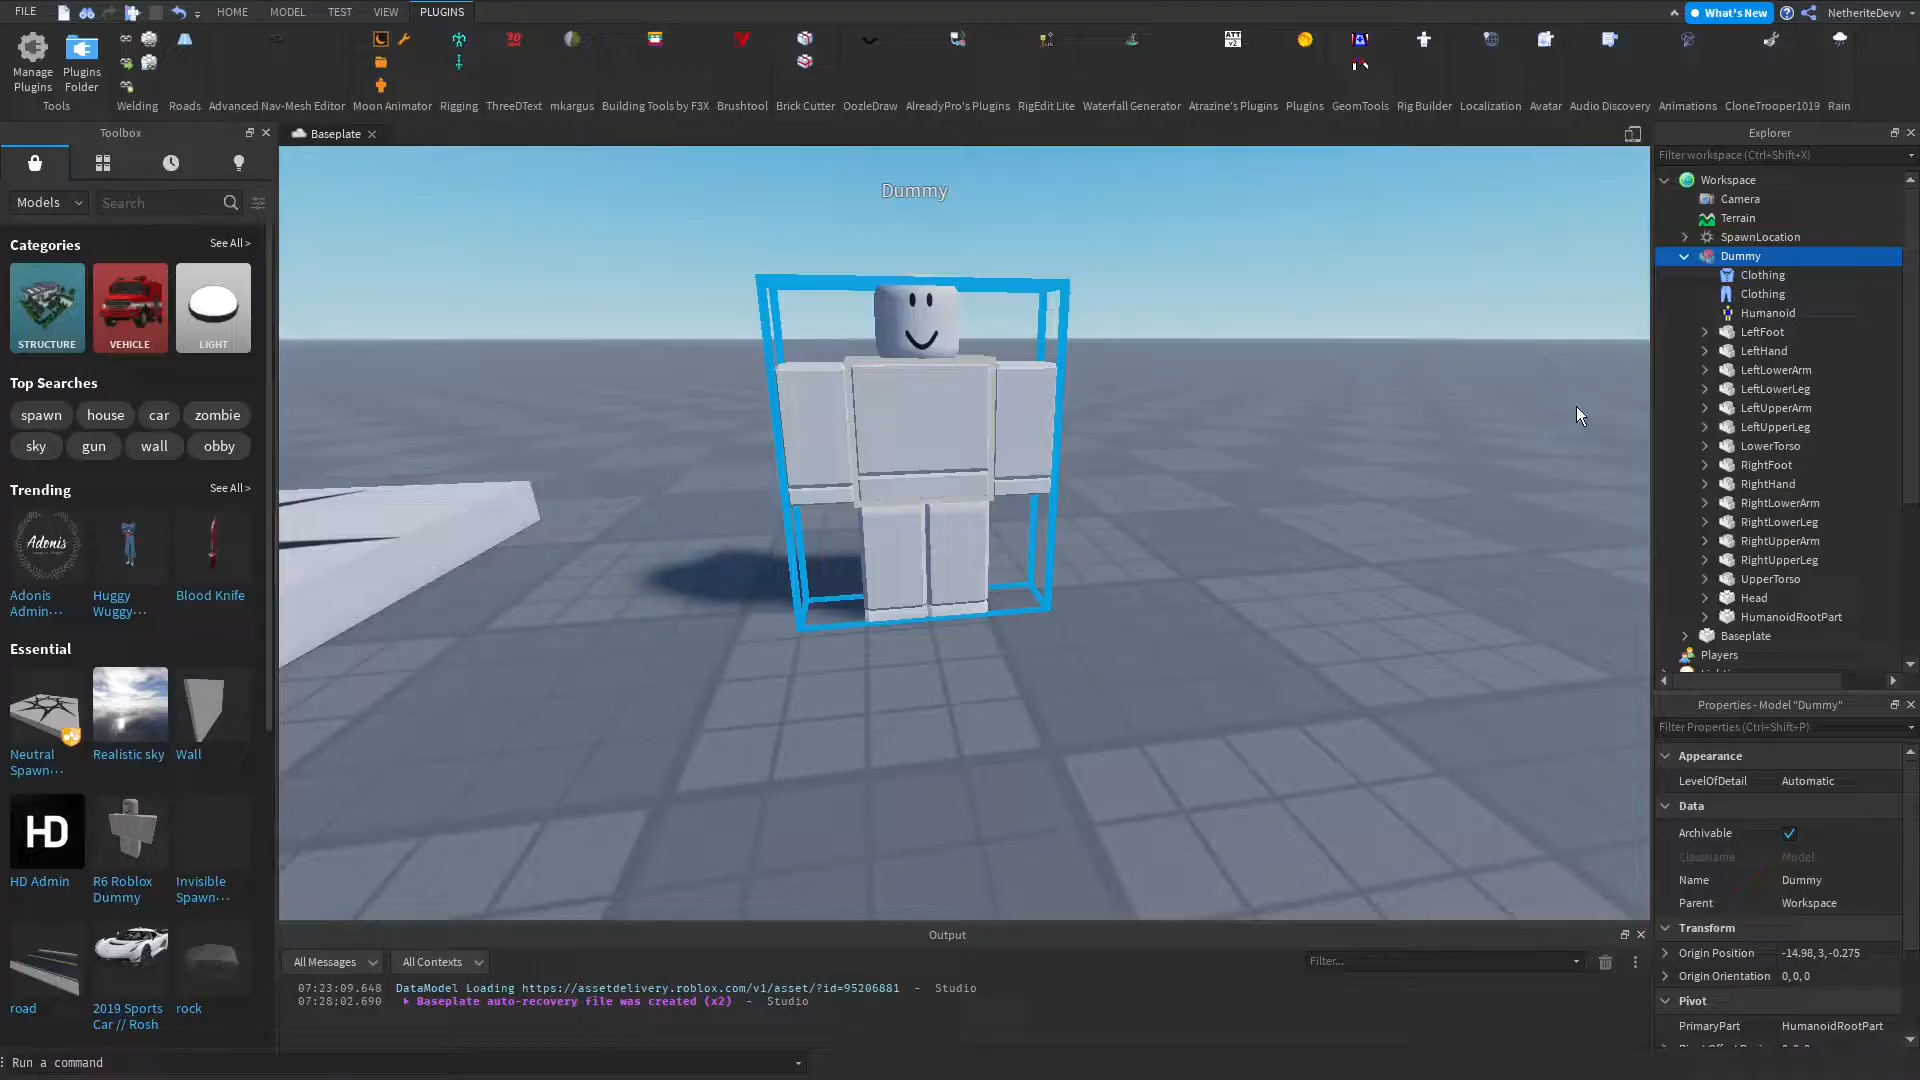 FILE
HOME
MODEL
TEST
VIEW
PLUGINS
What's New
NetheriteDevv
Manage
Plugins
Plugins
Folder
3D
ATT
v2
Tools
Welding
Roads
Advanced Nav-Mesh Editor
Moon Animator
Rigging
ThreeDText
mkargus
Building Tools by F3X
Brushtool
Brick Cutter
OozleDraw
AlreadyPro's Plugins
RigEdit Lite
Waterfall Generator
Atrazine's Plugins
Plugins
GeomTools
Rig Builder
Localization
Avatar
Audio Discovery
Animations
CloneTrooper1019
Rain
Toolbox
Models
Search
Categories
See All >
STRUCTURE
VEHICLE
LIGHT
Top Searches
spawn
house
car
zombie
sky
gun
wall
obby
Trending
See All >
Adonis
Adonis
Admin···
Huggy
Wuggy···
Blood Knife
Essential
Neutral
Spawn···
Realistic sky
Wall
HD
HD Admin
R6 Roblox
Dummy
Invisible
Spawn···
road
2019 Sports
Car // Rosh
rock
Baseplate
Dummy
Explorer
Filter workspace (Ctrl+Shift+X)
Workspace
Camera
Terrain
SpawnLocation
Dummy
Clothing
Clothing
Humanoid
LeftFoot
LeftHand
LeftLowerArm
LeftLowerLeg
LeftUpperArm
LeftUpperLeg
LowerTorso
RightFoot
RightHand
RightLowerArm
RightLowerLeg
RightUpperArm
RightUpperLeg
UpperTorso
Head
HumanoidRootPart
Baseplate
Players
Properties - Model "Dummy"
Filter Properties (Ctrl+Shift+P)
Appearance
LevelOfDetail Automatic
Data
Archivable
ClassName Model
Name Dummy
Parent Workspace
Transform
Origin Position -14.98, 3, -0.275
Origin Orientation 0, 0, 0
Pivot
PrimaryPart HumanoidRootPart
Output
All Messages
All Contexts
Filter...
07:23:09.648 DataModel Loading https://assetdelivery.roblox.com/v1/asset/?id=95206881 - Studio
07:28:02.690 Baseplate auto-recovery file was created (x2) - Studio
Run a command